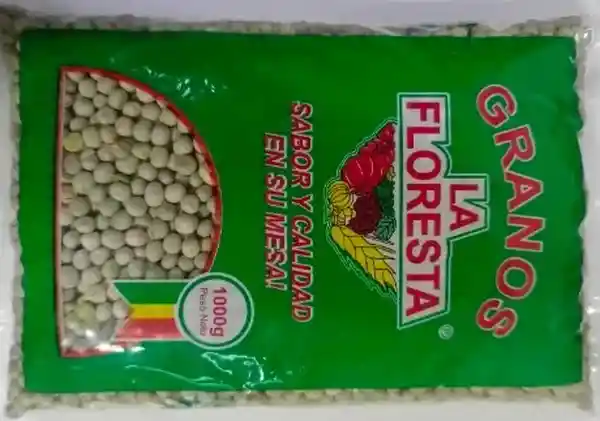 GRANOS
LA
FLORESTA
®
SABOR Y CALIDAD
EN SU MESA!
1000g
Peso Neto